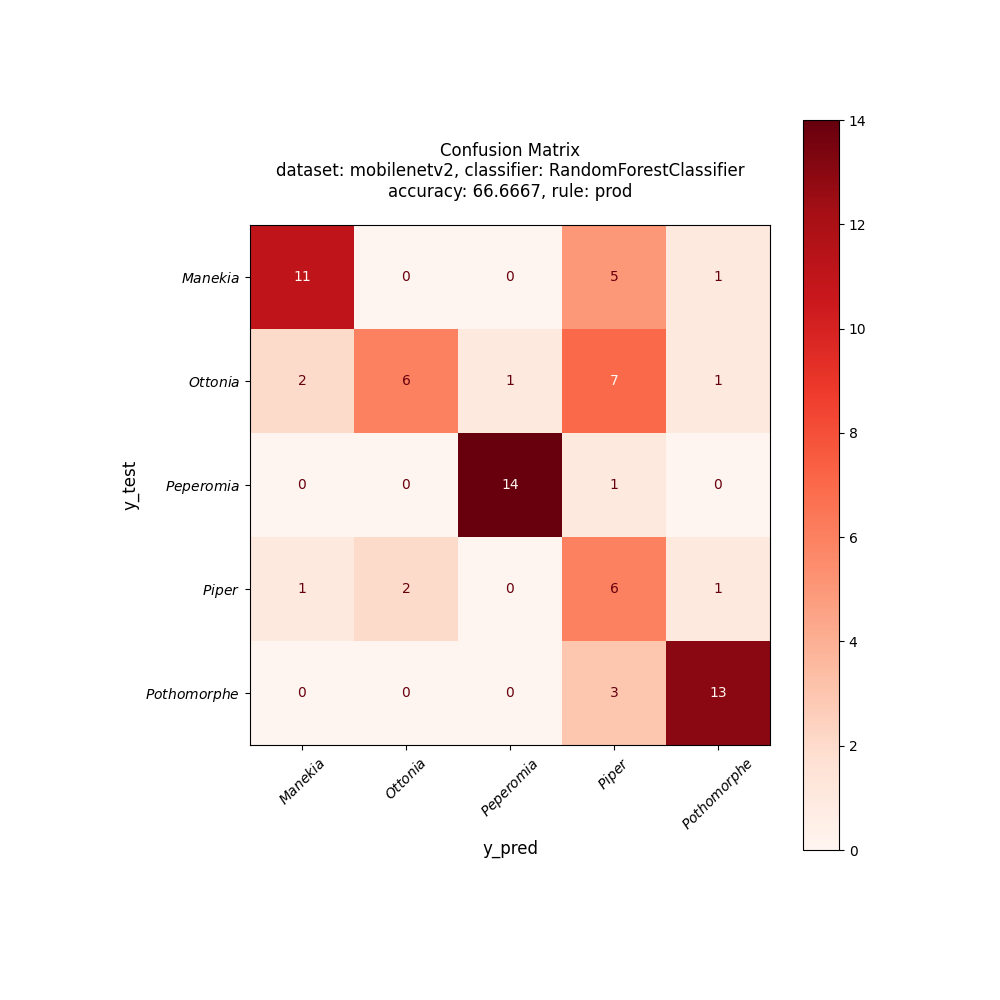 Confusion Matrix
dataset: mobilenetv2, classifier: RandomForestClassifier
accuracy: 66.6667, rule: prod
Manekia 11 0 0 5 1
Ottonia 2 6 1 7 1
Peperomia 0 0 14 1 0
Piper 1 2 0 6 1
Pothomorphe 0 0 0 3 13
Manekia Ottonia Peperomia Piper Pothomorphe
y_pred
y_test
14
12
10
8
6
4
2
0